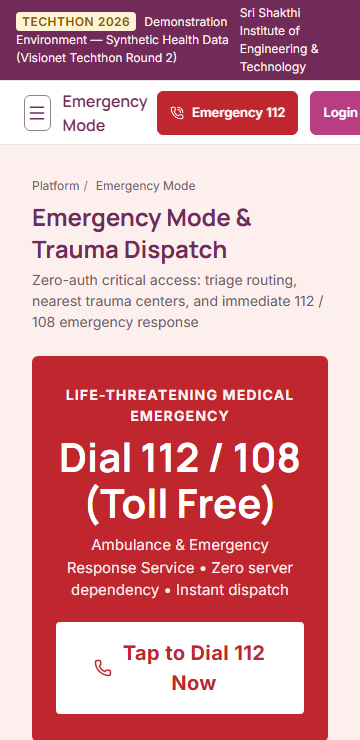 TECHTHON 2026 Demonstration
Environment — Synthetic Health Data
(Visionet Techthon Round 2)
Sri Shakthi
Institute of
Engineering &
Technology
Emergency
Mode
Emergency 112
Login
Platform / Emergency Mode
Emergency Mode &
Trauma Dispatch
Zero-auth critical access: triage routing,
nearest trauma centers, and immediate 112 /
108 emergency response
LIFE-THREATENING MEDICAL
EMERGENCY
Dial 112 / 108
(Toll Free)
Ambulance & Emergency
Response Service • Zero server
dependency • Instant dispatch
Tap to Dial 112
Now